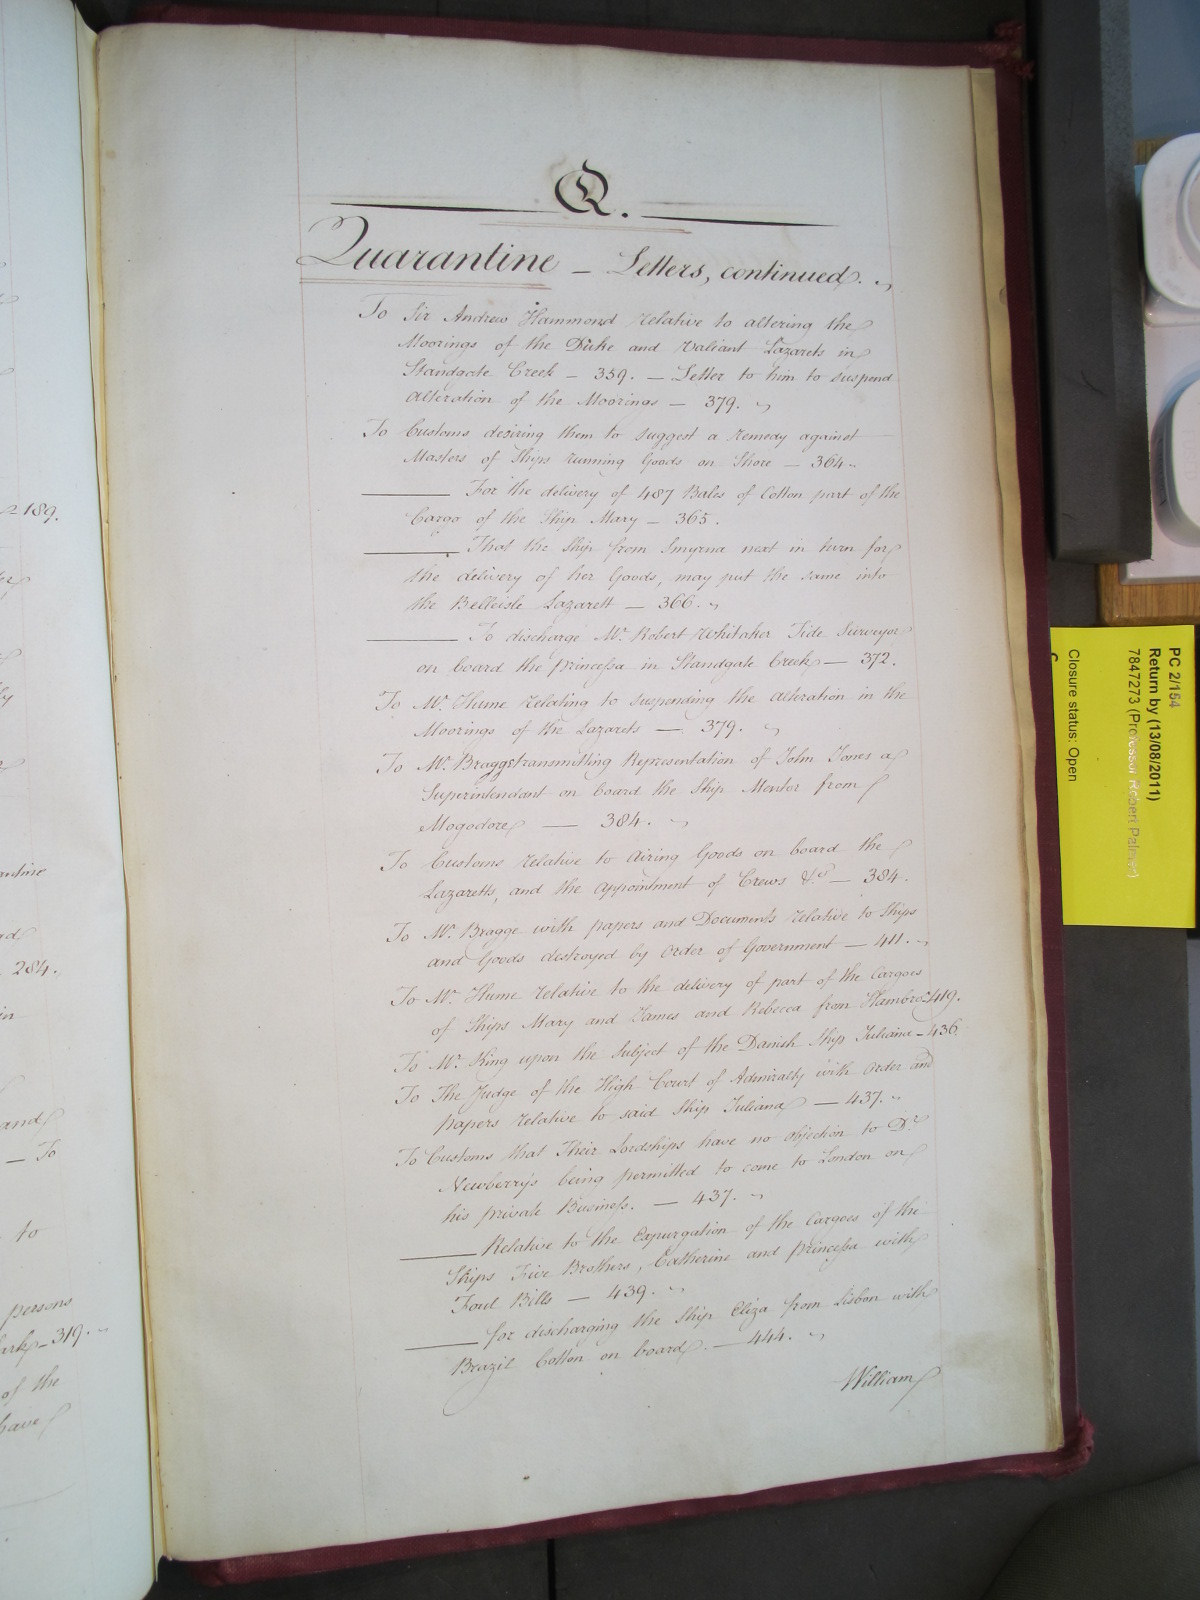 Q.
Quarantine – Letters, continued.
To Sir Andrew Hammond relative to altering the
Moorings of the Duke and Valiant Lazarets in
Standgate Creek – 359. – Letter to him to suspend
alteration of the Moorings – 379.
To Customs desiring them to suggest a remedy against
Masters of Ships running Goods on Shore – 364.
For the delivery of 487 Bales of Cotton part of the
Cargo of the Ship Mary – 365.
That the Ship from Smyrna next in turn for
the delivery of her Goods, may put the same into
the Belleisle Lazarett – 366.
To discharge Mr. Robert Whitaker Tide Surveyor
on board the Princessa in Standgate Creek – 372.
To Mr. Hume relating to suspending the alteration in the
Moorings of the Lazarets – 379.
To Mr. Bragge transmitting Representation of John Jones a
Superintendant on board the Ship Mentor from
Mogodore – 384.
To Customs relative to airing Goods on board the
Lazaretts, and the appointment of Crews &c – 384.
To Mr. Bragge with papers and Documents relative to Ships
and Goods destroyed by order of Government – 411.
To Mr. Hume relative to the delivery of part of the Cargoes
of Ships Mary and James and Rebecca from Hambro' – 419.
To Mr. King upon the Subject of the Danish Ship Juliana – 436.
To The Judge of the High Court of Admiralty with order and
papers relative to said Ship Juliana – 437.
To Customs that Their Lordships have no objection to Dr.
Newberry's being permitted to come to London on
his private Business. – 437.
Relative to the Expurgation of the Cargoes of the
Ships Five Brothers, Catherine and Princessa with
Foul Bills – 439.
for discharging the Ship Eliza from Lisbon with
Brazil Cotton on board. – 444.
William
189.
284.
and
– To
to
persons
– 319.
of the
have
PC 2/154
Return by (13/08/2011)
7847273 (Professor Robert Palmer)
Closure status: Open